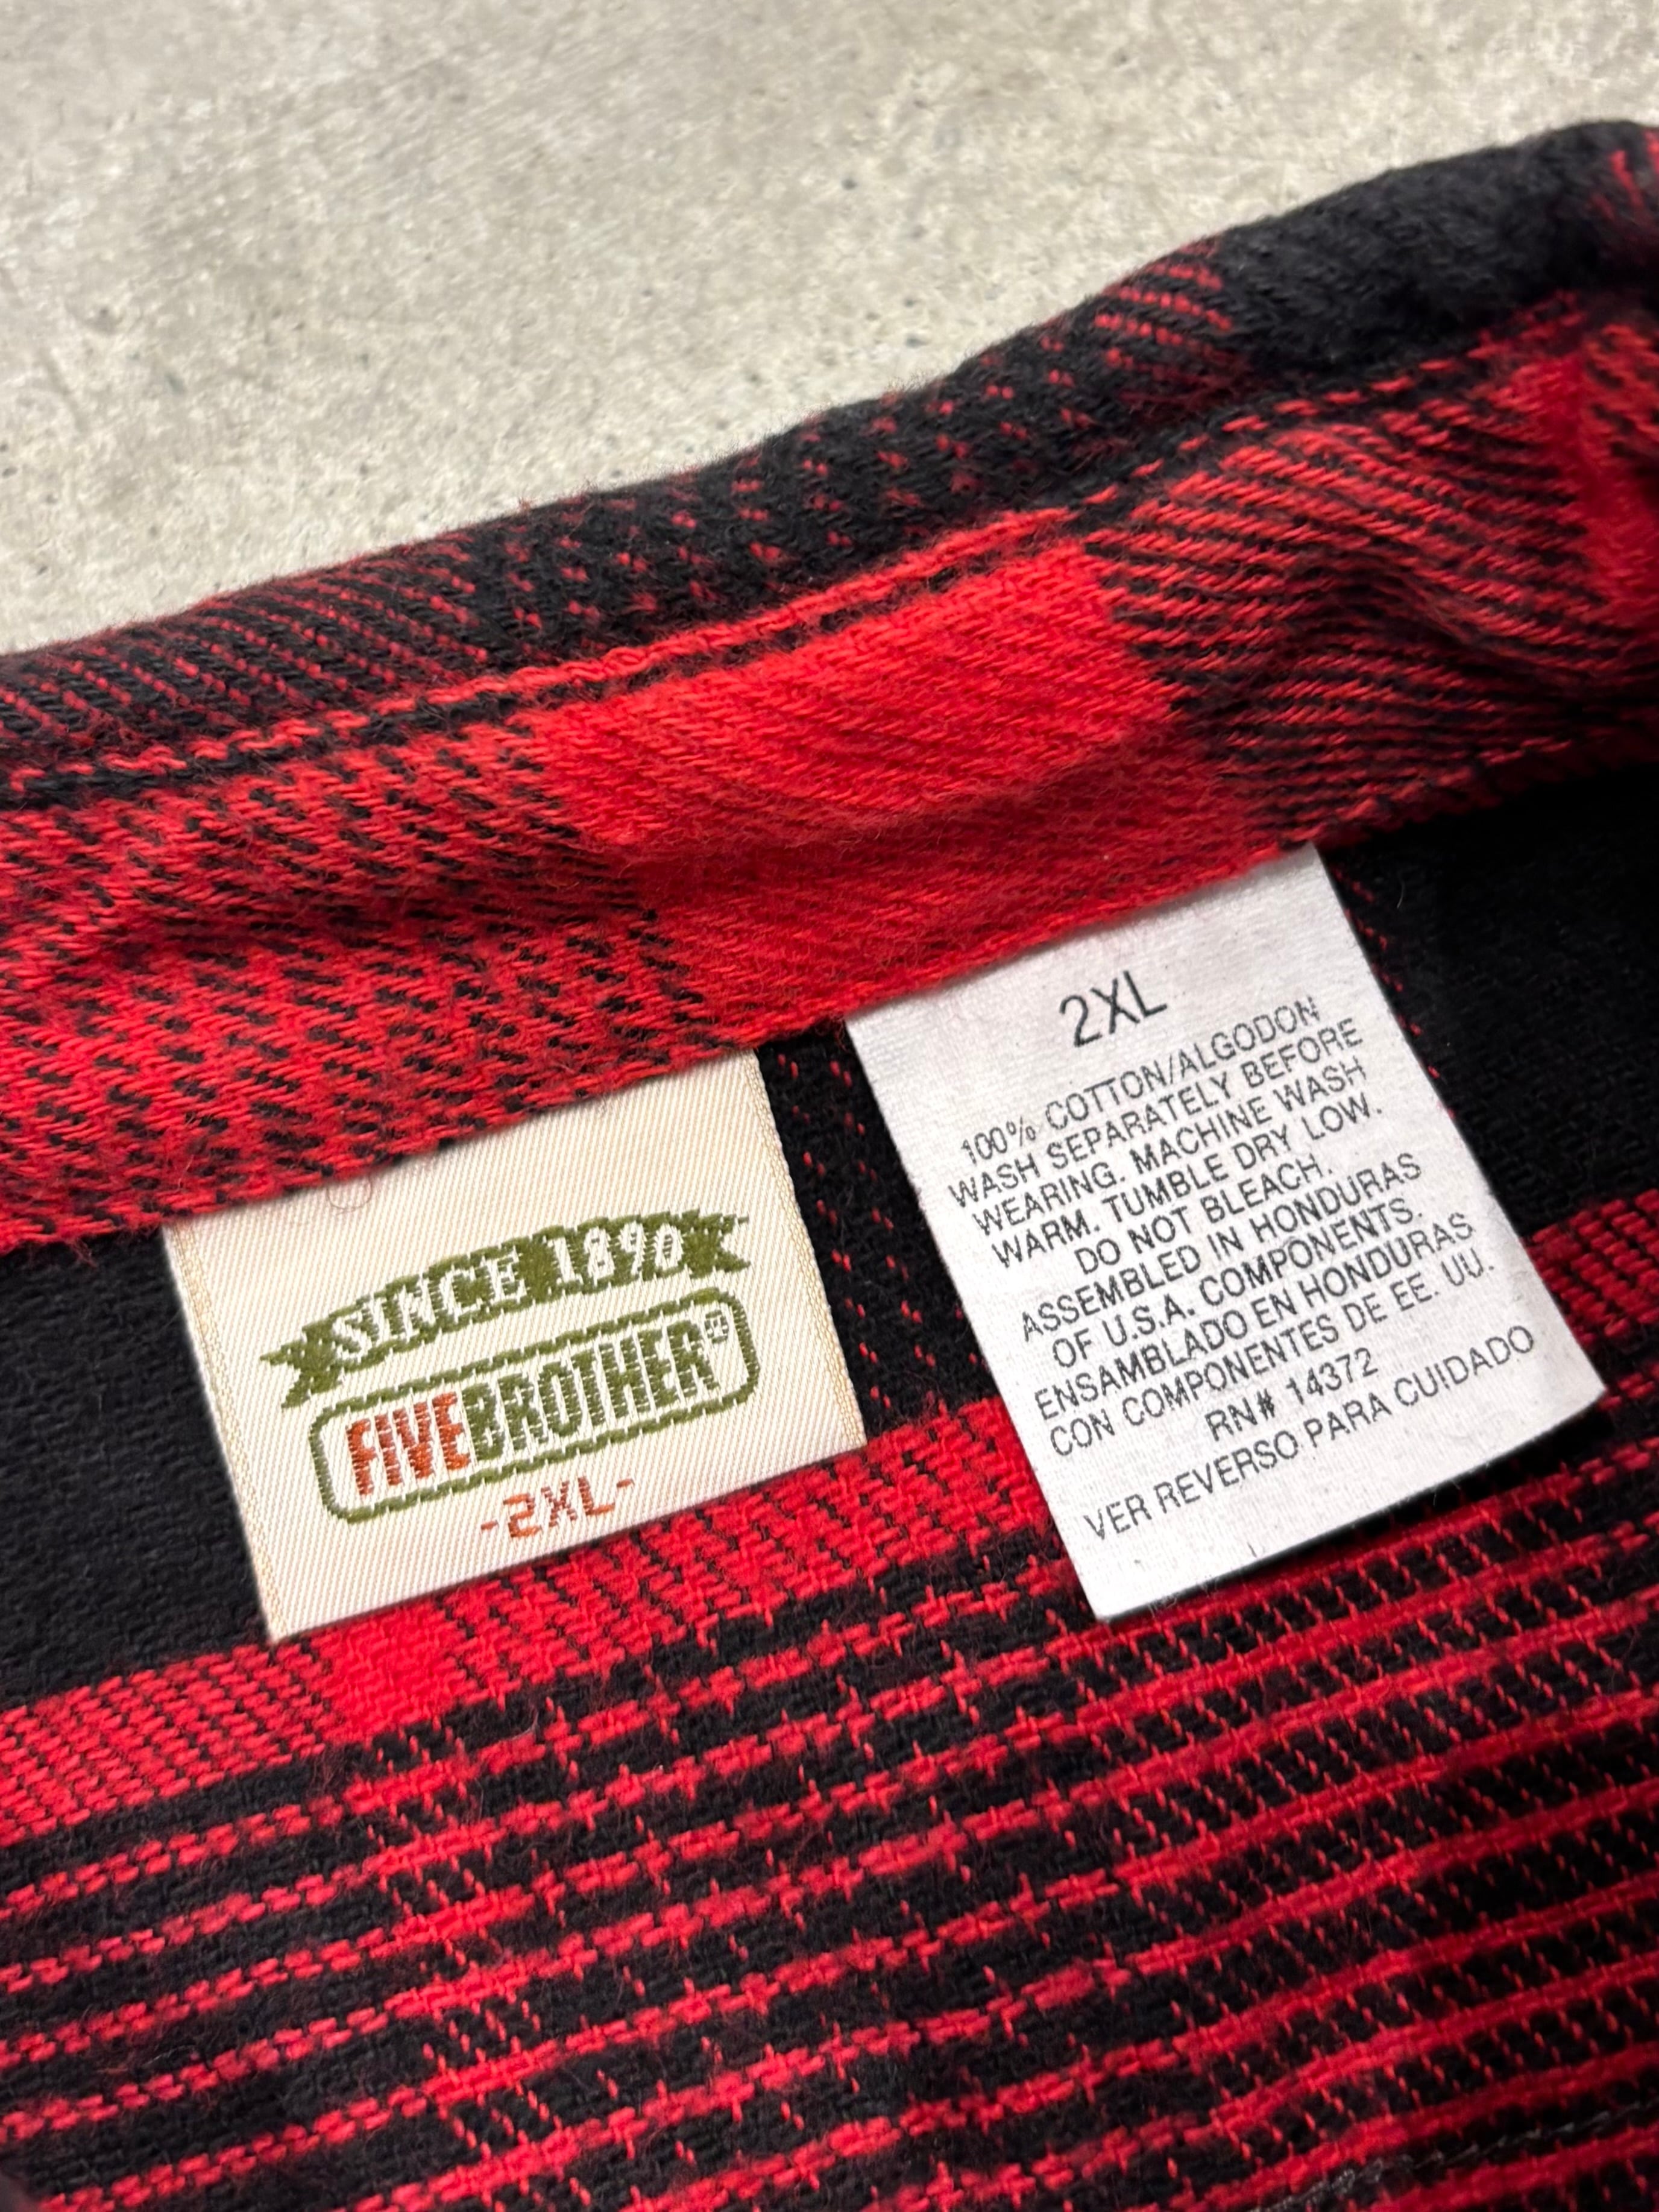 SINCE 1890
FIVEBROTHER®
-2XL-
2XL
100% COTTON/ALGODON
WASH SEPARATELY BEFORE
WEARING. MACHINE WASH
WARM. TUMBLE DRY LOW.
DO NOT BLEACH.
ASSEMBLED IN HONDURAS
OF U.S.A. COMPONENTS.
ENSAMBLADO EN HONDURAS
CON COMPONENTES DE EE. UU.
RN# 14372
VER REVERSO PARA CUIDADO